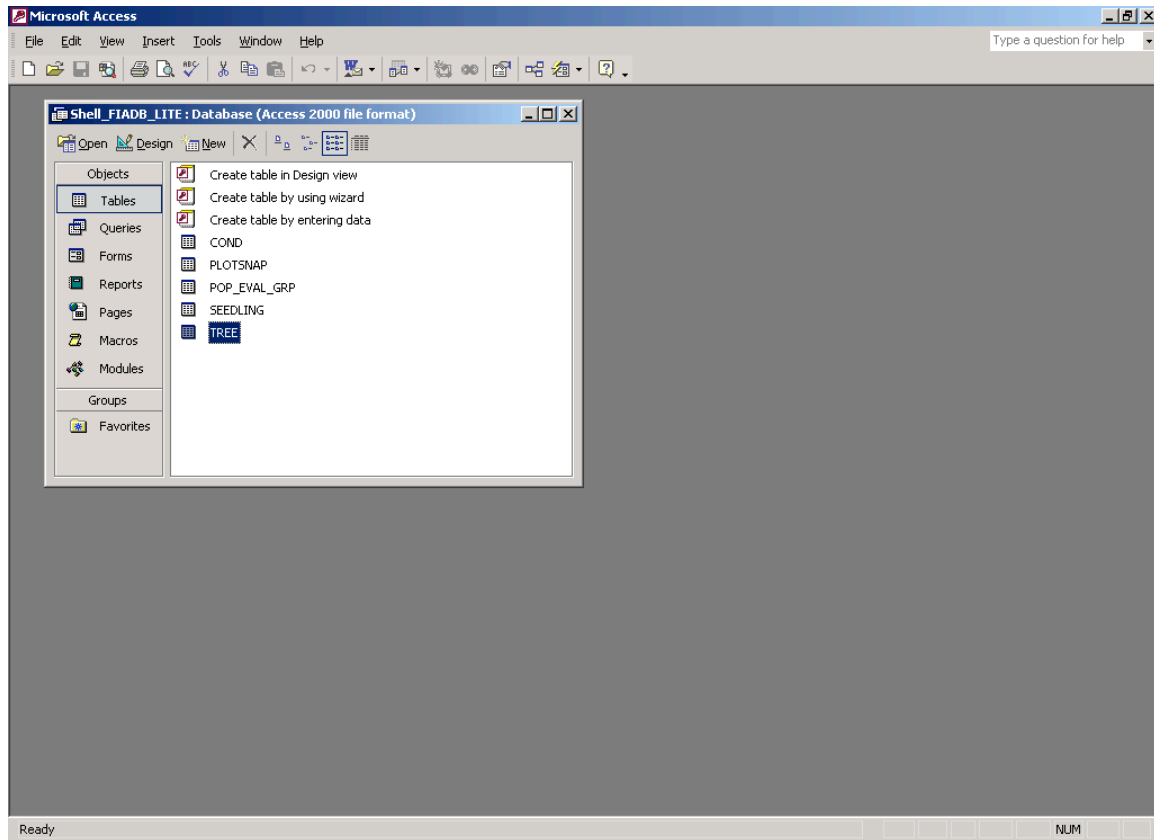 Microsoft Access
File Edit View Insert Tools Window Help
Type a question for help
Shell_FIADB_LITE : Database (Access 2000 file format)
Open Design New
Objects
Tables
Queries
Forms
Reports
Pages
Macros
Modules
Groups
Favorites
Create table in Design view
Create table by using wizard
Create table by entering data
COND
PLOTSNAP
POP_EVAL_GRP
SEEDLING
TREE
Ready
NUM